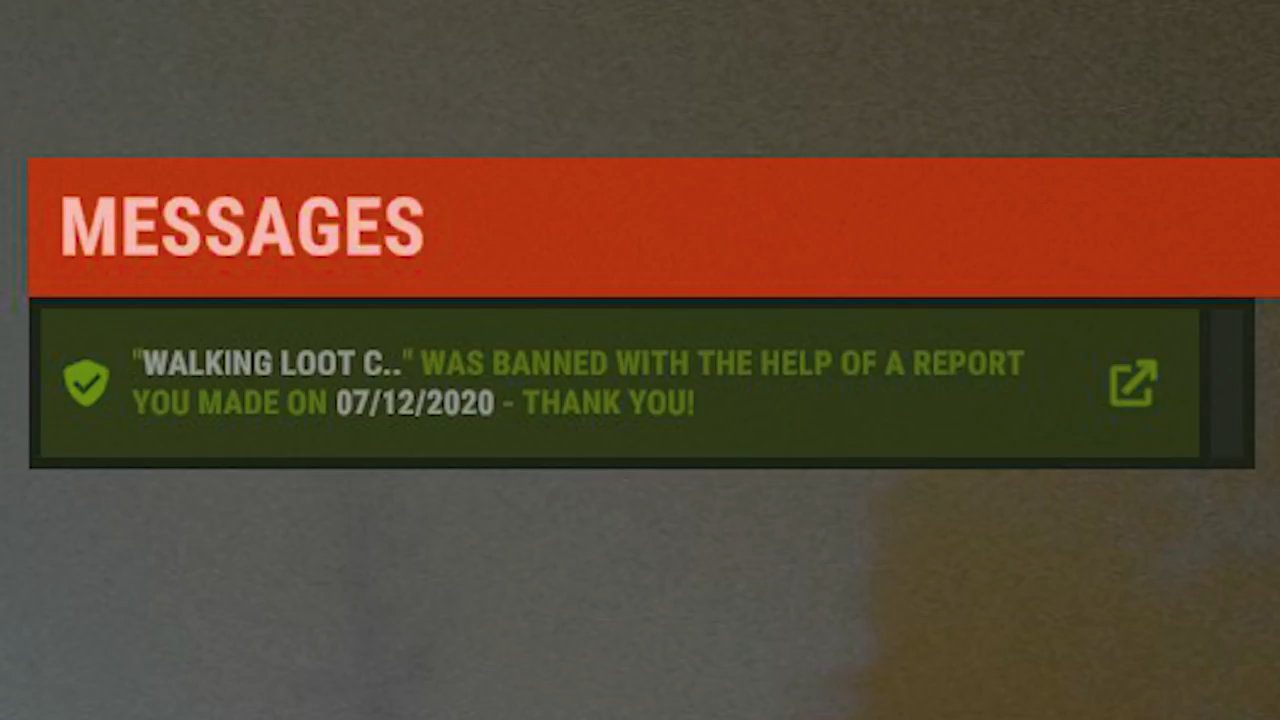 MESSAGES
"WALKING LOOT C.." WAS BANNED WITH THE HELP OF A REPORT
YOU MADE ON 07/12/2020 - THANK YOU!